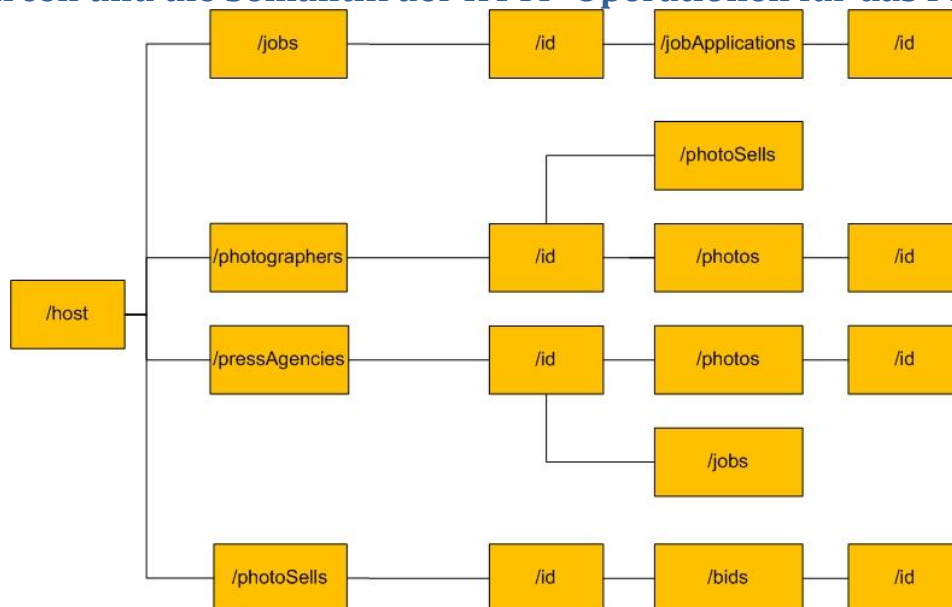 und die Semantik der HTTP-Operationen für das
/jobs /id /jobApplications /id
/photoSells
/photographers /id /photos /id
/host
/pressAgencies /id /photos /id
/jobs
/photoSells /id /bids /id